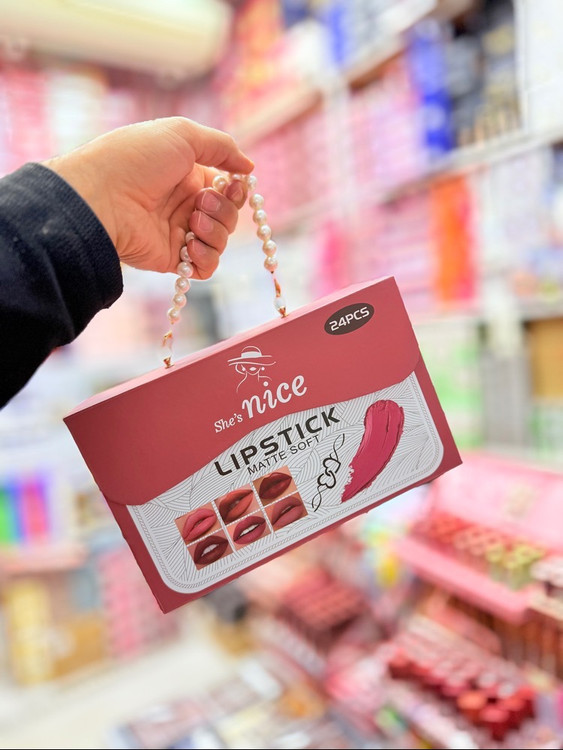 24PCS
She's nice
LIPSTICK
MATTE SOFT